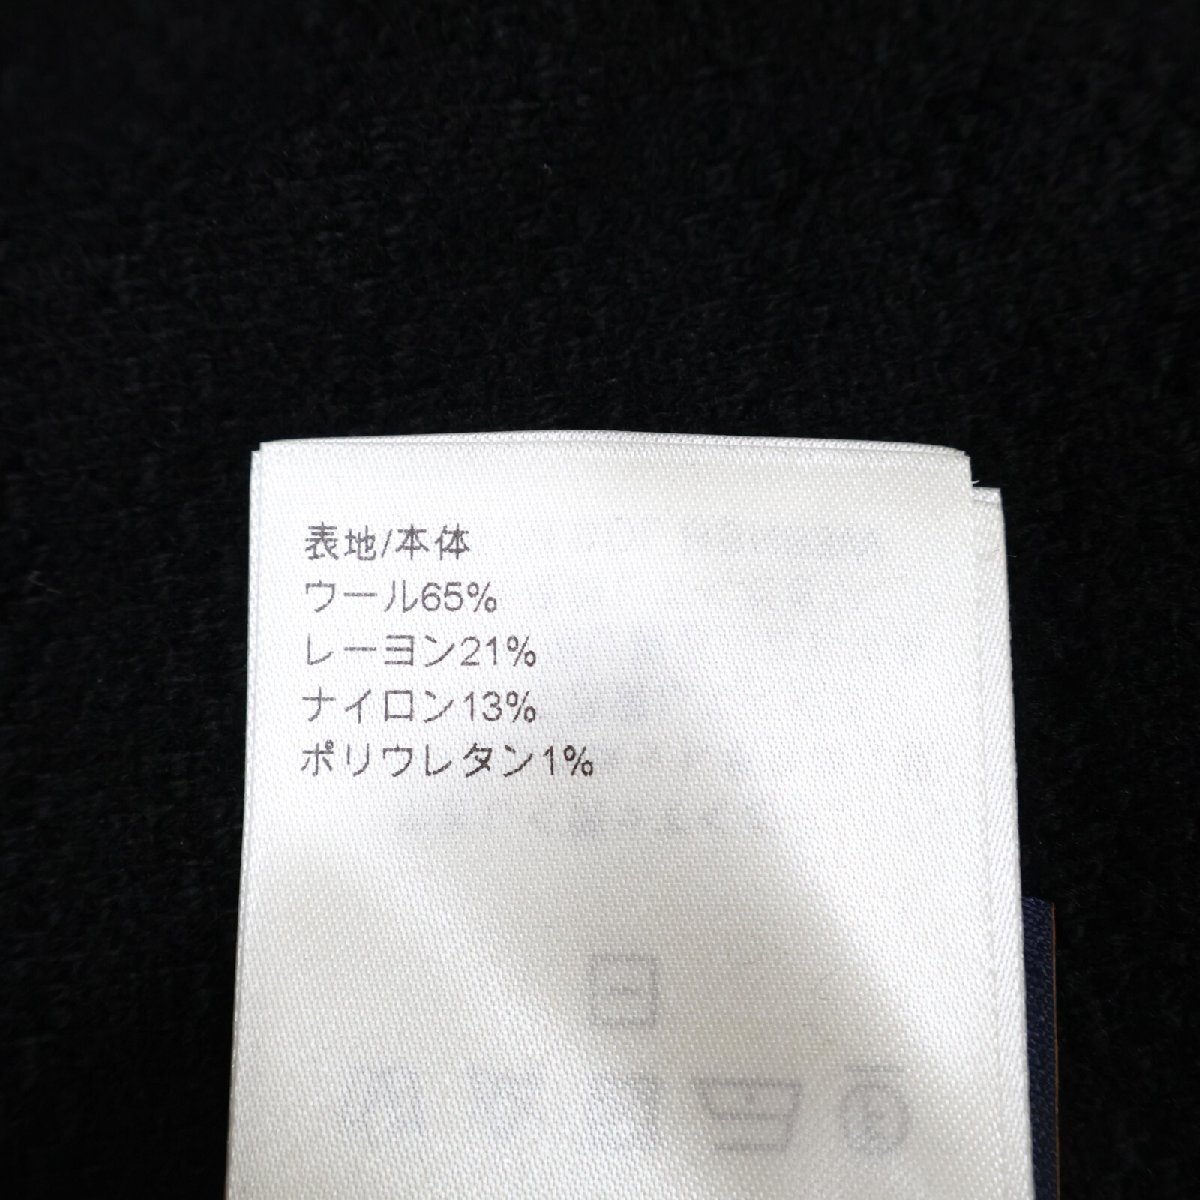 表地/本体
ウール65%
レーヨン21%
ナイロン13%
ポリウレタン1%